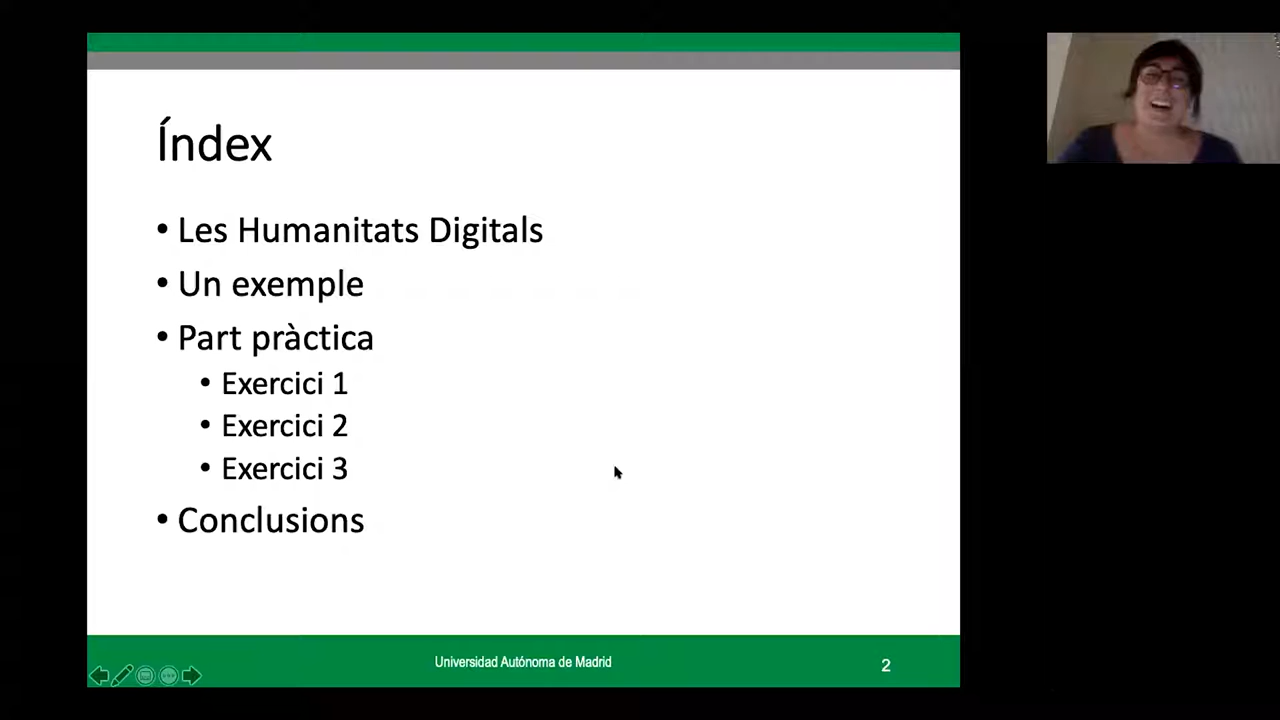 Índex
• Les Humanitats Digitals
• Un exemple
• Part pràctica
• Exercici 1
• Exercici 2
• Exercici 3
• Conclusions
Universidad Autónoma de Madrid
2